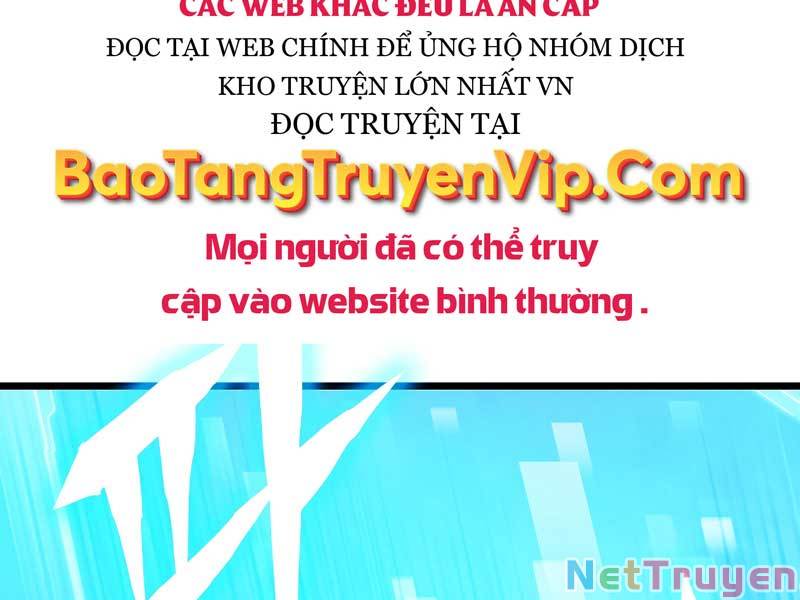 CÁC WEB KHÁC ĐỀU LÀ ĂN CẮP
ĐỌC TẠI WEB CHÍNH ĐỂ ỦNG HỘ NHÓM DỊCH
KHO TRUYỆN LỚN NHẤT VN
ĐỌC TRUYỆN TẠI
BaoTangTruyenVip.Com
Mọi người đã có thể truy
cập vào website bình thường .
NetTruyen